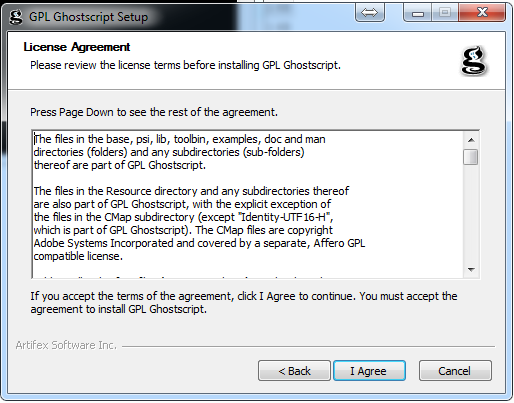 GPL Ghostscript Setup
License Agreement
Please review the license terms before installing GPL Ghostscript.
Press Page Down to see the rest of the agreement.
The files in the base, psi, lib, toolbin, examples, doc and man
directories (folders) and any subdirectories (sub-folders)
thereof are part of GPL Ghostscript.
The files in the Resource directory and any subdirectories thereof
are also part of GPL Ghostscript, with the explicit exception of
the files in the CMap subdirectory (except "Identity-UTF16-H",
which is part of GPL Ghostscript). The CMap files are copyright
Adobe Systems Incorporated and covered by a separate, Affero GPL
compatible license.
If you accept the terms of the agreement, click I Agree to continue. You must accept the
agreement to install GPL Ghostscript.
Artifex Software Inc.
< Back
I Agree
Cancel